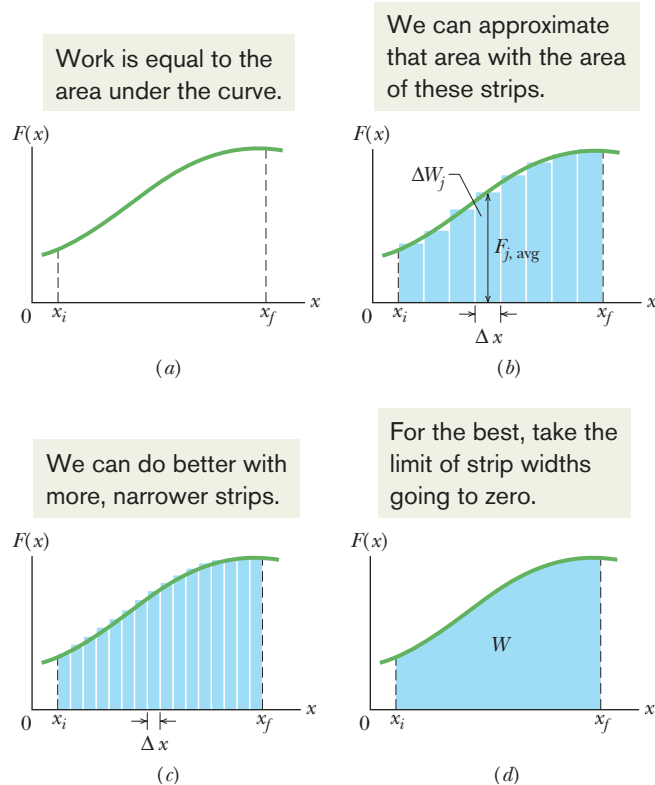 Work is equal to the
area under the curve.
F(x)
0
x_i
x_f
x
(a)
We can approximate
that area with the area
of these strips.
F(x)
ΔW_j
F_{j, avg}
0
x_i
x_f
x
Δx
(b)
We can do better with
more, narrower strips.
F(x)
0
x_i
x_f
x
Δx
(c)
For the best, take the
limit of strip widths
going to zero.
F(x)
W
0
x_i
x_f
x
(d)